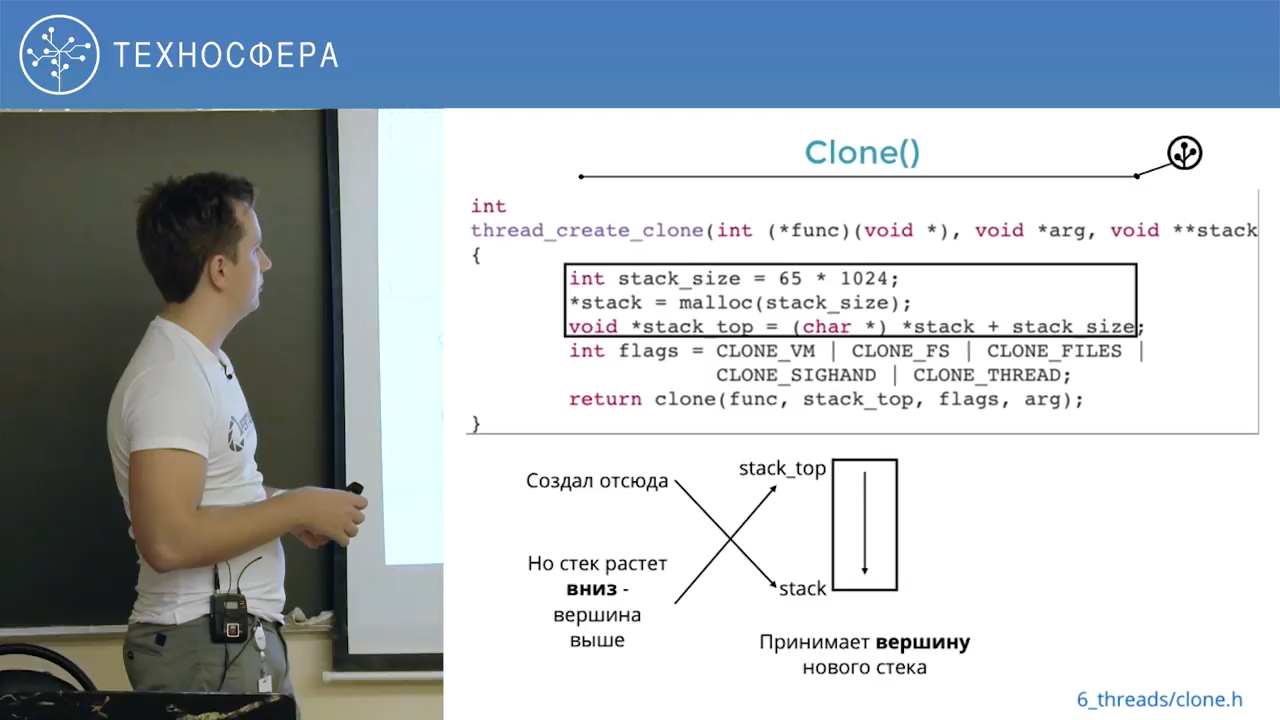 ТЕХНОСФЕРА
Clone()
int
thread_create_clone(int (*func)(void *), void *arg, void **stack
{
int stack_size = 65 * 1024;
*stack = malloc(stack_size);
void *stack_top = (char *) *stack + stack_size;
int flags = CLONE_VM | CLONE_FS | CLONE_FILES |
CLONE_SIGHAND | CLONE_THREAD;
return clone(func, stack_top, flags, arg);
}
Создал отсюда
stack_top
Но стек растет
вниз -
вершина
выше
stack
Принимает вершину
нового стека
6_threads/clone.h